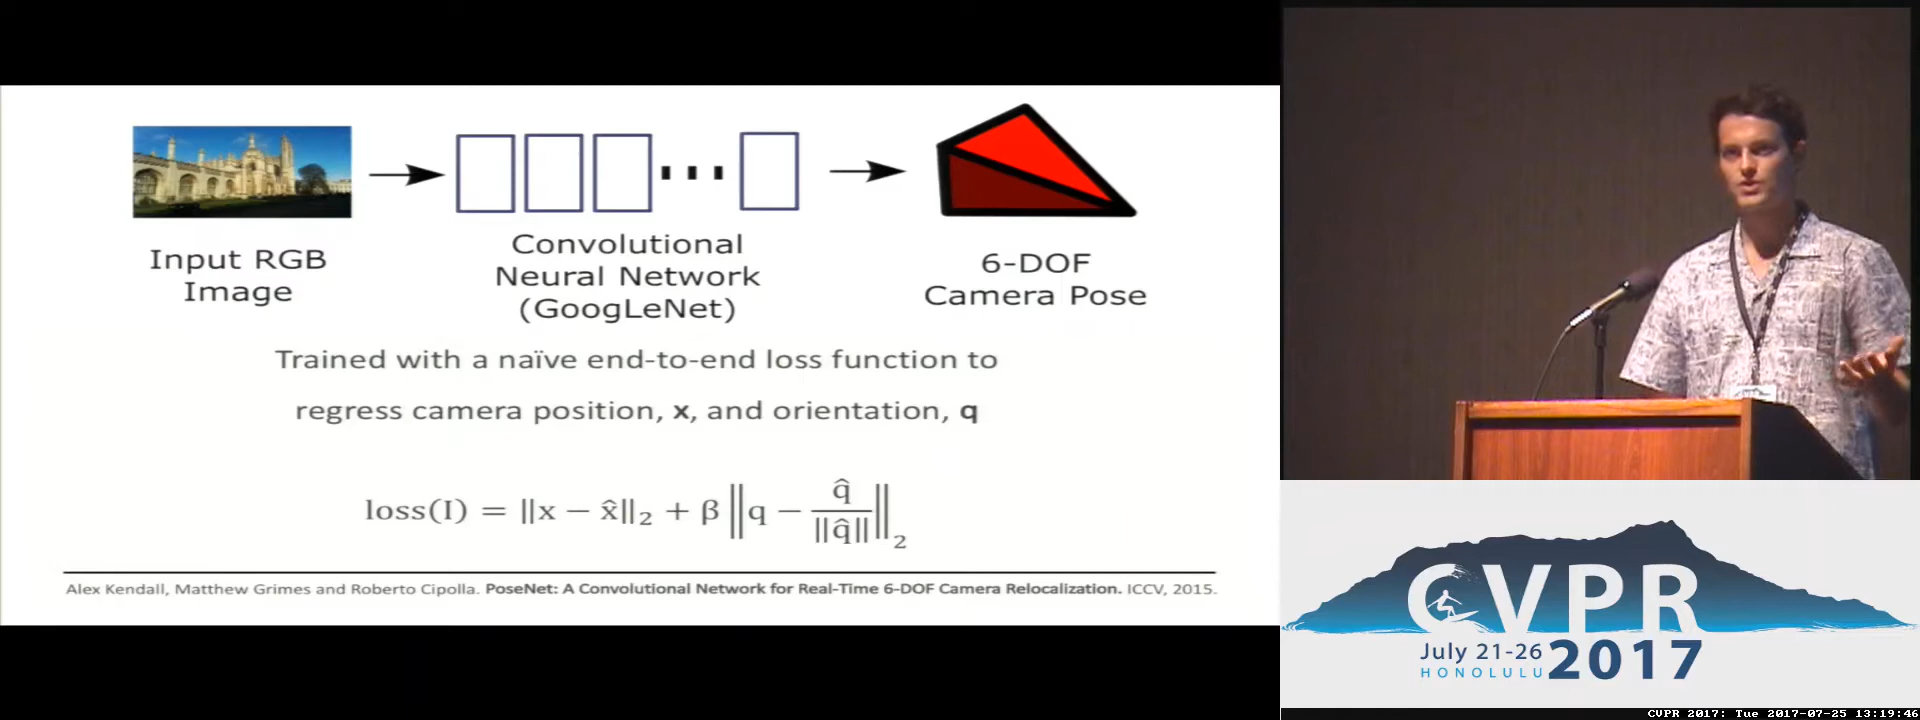 Input RGB
Image
Convolutional
Neural Network
(GoogLeNet)
6-DOF
Camera Pose
Trained with a naïve end-to-end loss function to
regress camera position, x, and orientation, q
loss(I) = ‖x − x̂‖₂ + β ‖q − q̂/‖q̂‖‖₂
Alex Kendall, Matthew Grimes and Roberto Cipolla. PoseNet: A Convolutional Network for Real-Time 6-DOF Camera Relocalization. ICCV, 2015.
CVPR
July 21-26
HONOLULU
2017
CVPR 2017: Tue 2017-07-25 13:19:46